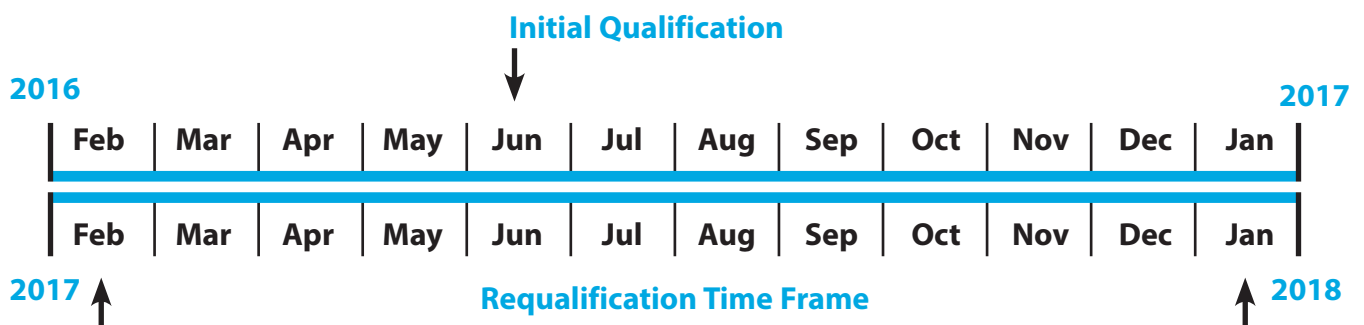 Initial Qualification
2016
2017
Feb Mar Apr May Jun Jul Aug Sep Oct Nov Dec Jan
Feb Mar Apr May Jun Jul Aug Sep Oct Nov Dec Jan
2017 Requalification Time Frame 2018